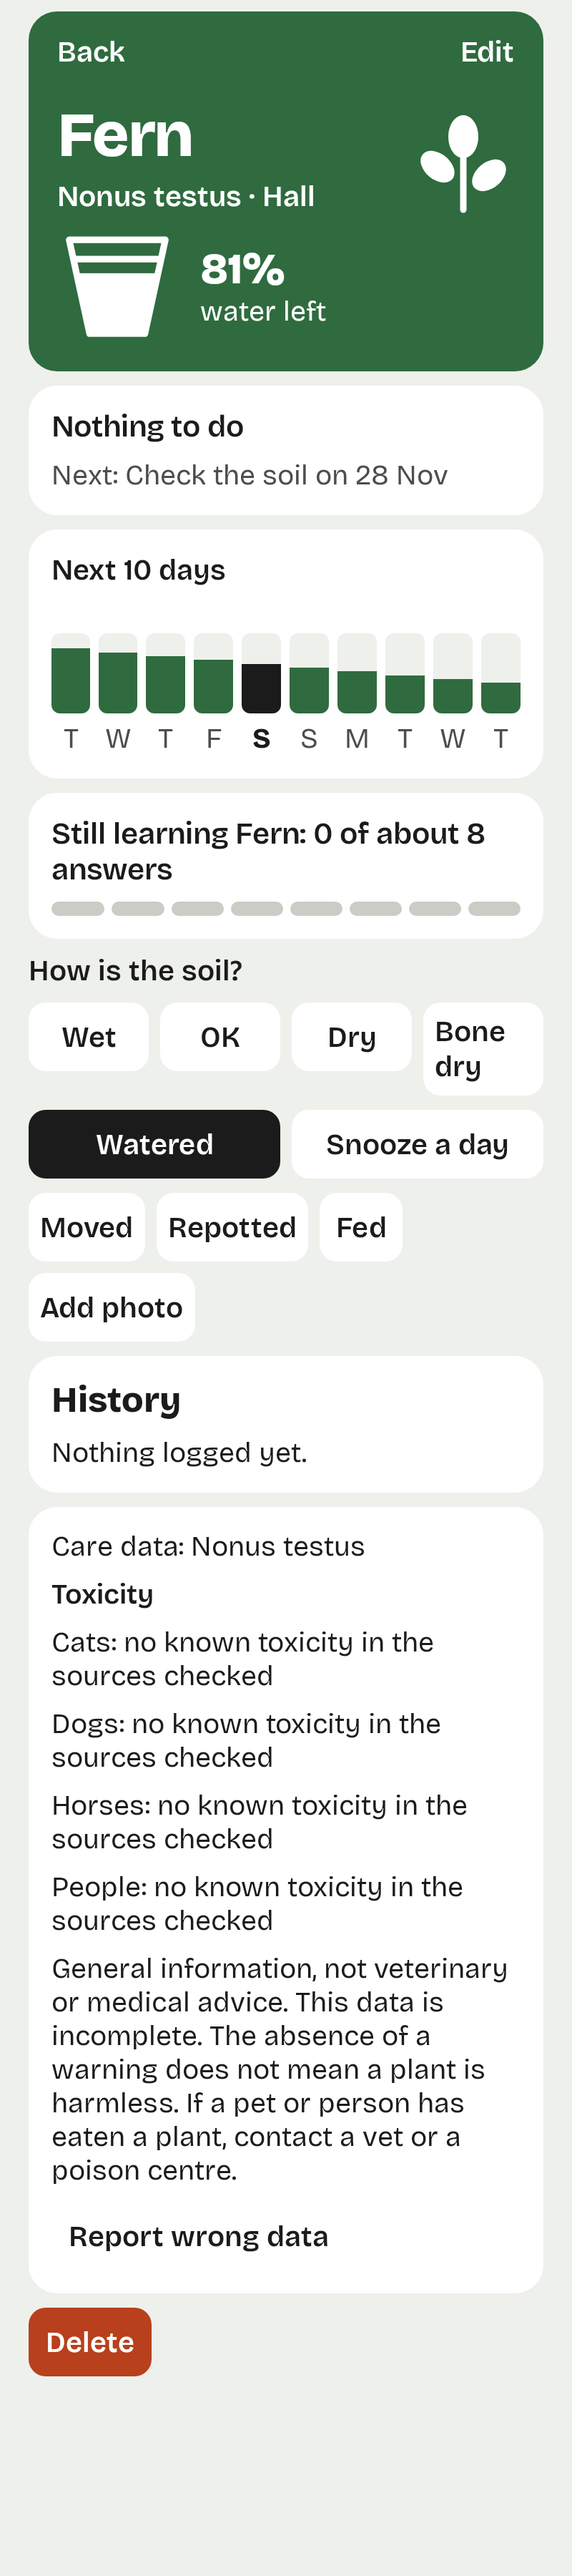 Back
Edit
Fern
Nonus testus · Hall
81%
water left
Nothing to do
Next: Check the soil on 28 Nov
Next 10 days
T W T F S S M T W T
Still learning Fern: 0 of about 8
answers
How is the soil?
Wet
OK
Dry
Bone
dry
Watered
Snooze a day
Moved
Repotted
Fed
Add photo
History
Nothing logged yet.
Care data: Nonus testus
Toxicity
Cats: no known toxicity in the
sources checked
Dogs: no known toxicity in the
sources checked
Horses: no known toxicity in the
sources checked
People: no known toxicity in the
sources checked
General information, not veterinary
or medical advice. This data is
incomplete. The absence of a
warning does not mean a plant is
harmless. If a pet or person has
eaten a plant, contact a vet or a
poison centre.
Report wrong data
Delete